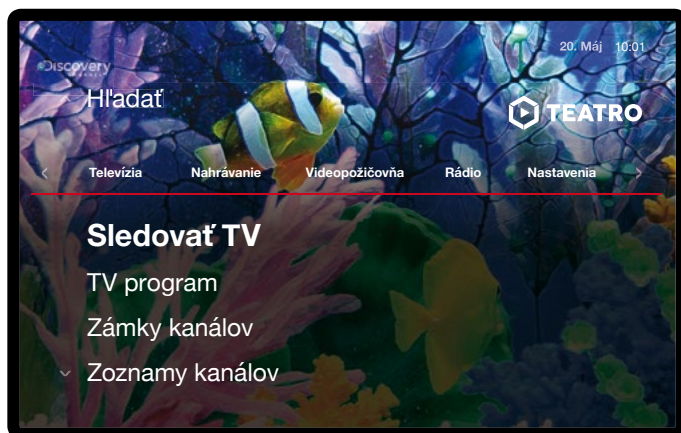 20. Máj 10:01
Discovery
CHANNEL
Hľadať
TEATRO
Televízia Nahrávanie Videopožičovňa Rádio Nastavenia
Sledovať TV
TV program
Zámky kanálov
Zoznamy kanálov